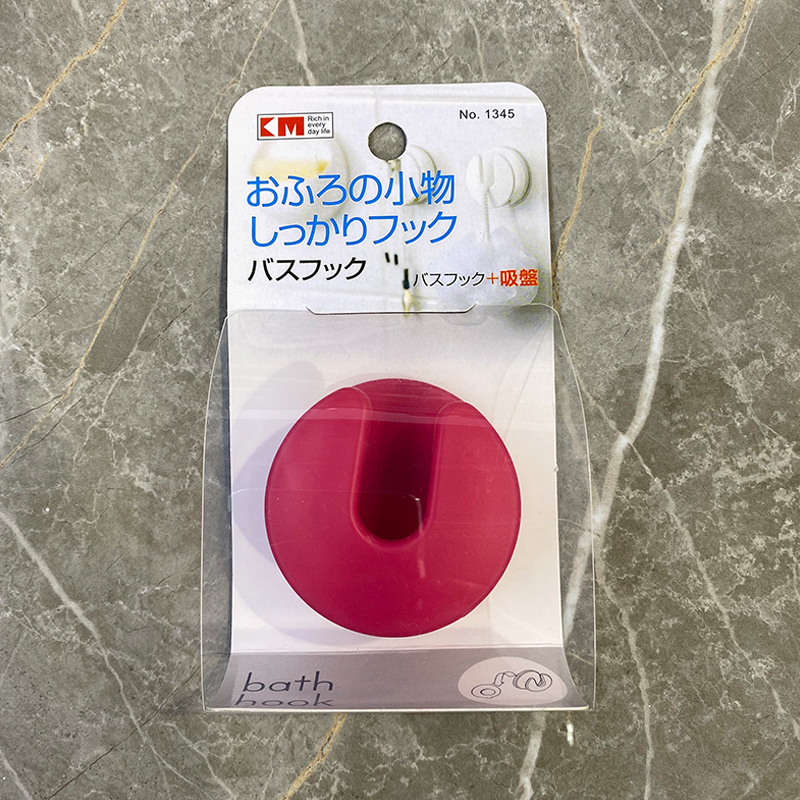 KM
Rich in
every
day life
No. 1345
おふろの小物
しっかりフック
バスフック
バスフック+吸盤
bath
hook